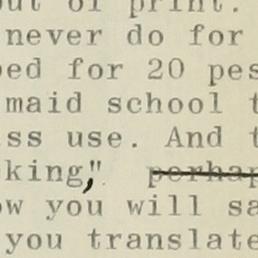 out of print.
never do for
ed for 20 pes
maid school t
ss use. And t
king," perhap
ow you will sa
you translate